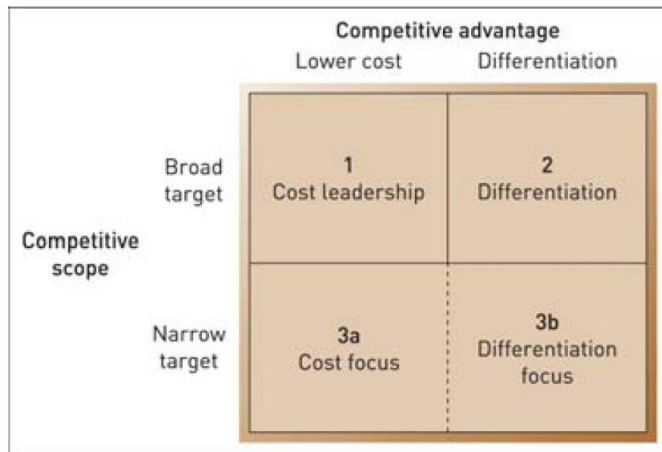 Competitive advantage
Lower cost
Differentiation
Broad
target
1
Cost leadership
2
Differentiation
Competitive
scope
Narrow
target
3a
Cost focus
3b
Differentiation
focus